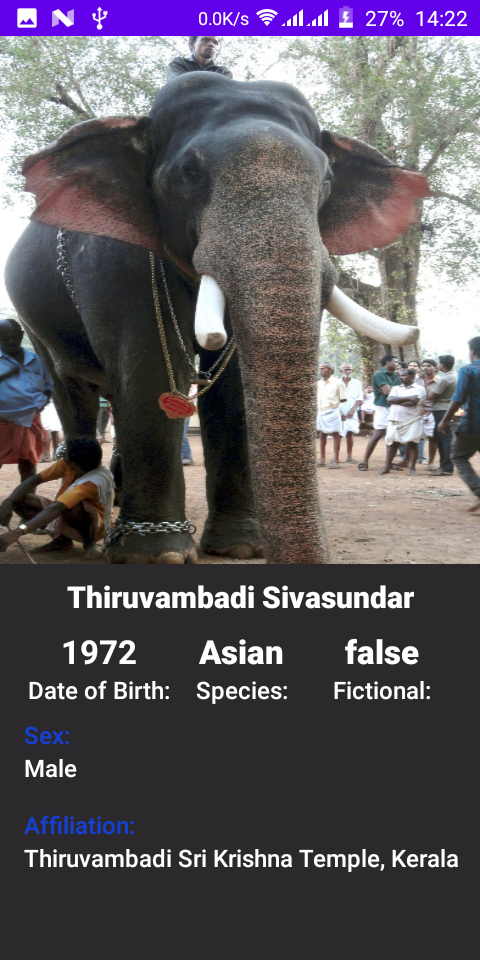 0.0K/s 27% 14:22
Thiruvambadi Sivasundar
1972 Asian false
Date of Birth: Species: Fictional:
Sex:
Male
Affiliation:
Thiruvambadi Sri Krishna Temple, Kerala